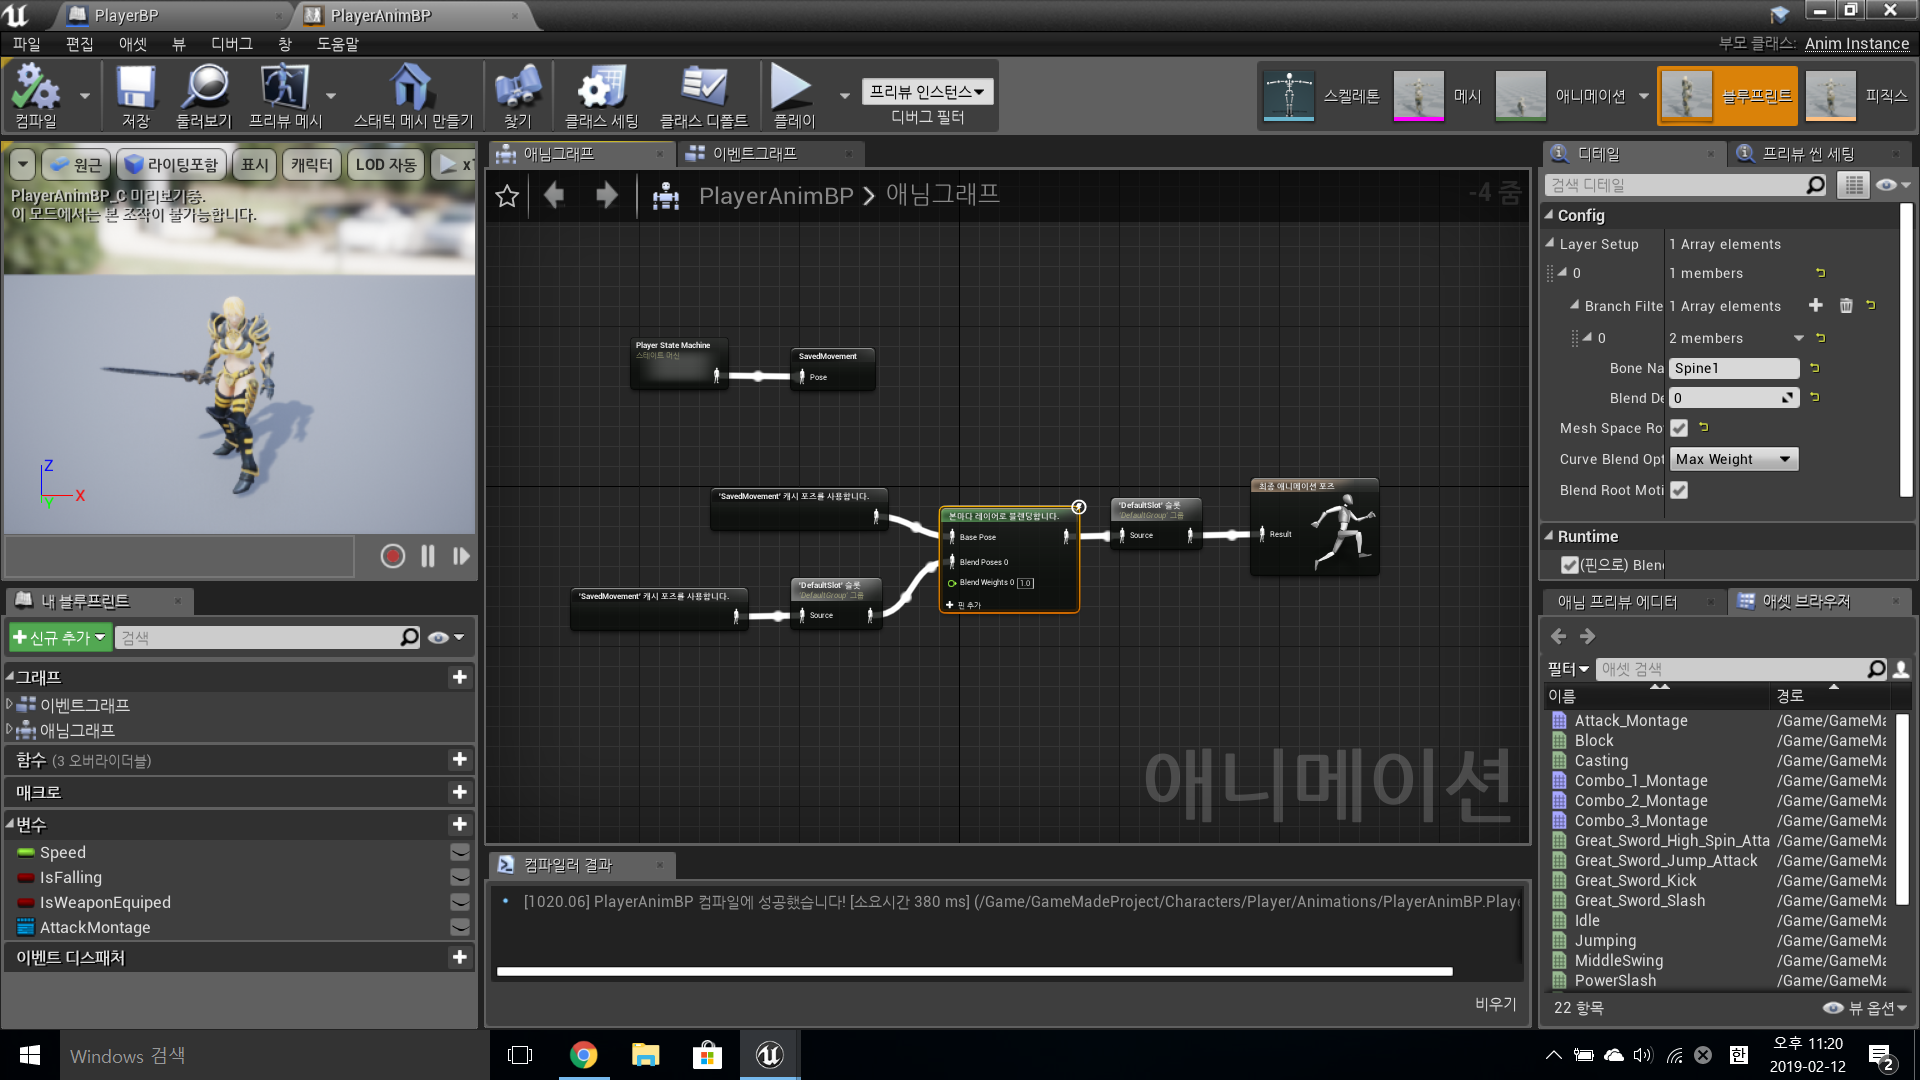 PlayerBP
PlayerAnimBP
파일 편집 애셋 뷰 디버그 창 도움말
부모 클래스: Anim Instance
컴파일
저장
둘러보기
프리뷰 메시
스태틱 메시 만들기
찾기
클래스 세팅
클래스 디폴트
플레이
프리뷰 인스턴스
디버그 필터
스켈레톤
메시
애니메이션
블루프린트
피직스
원근
라이팅포함
표시
캐릭터
LOD 자동
PlayerAnimBP_C 미리보기중.
이 모드에서는 본 조작이 불가능합니다.
Z
X
Y
내 블루프린트
신규 추가
검색
그래프
이벤트그래프
애님그래프
함수 (3 오버라이더블)
매크로
변수
Speed
IsFalling
IsWeaponEquiped
AttackMontage
이벤트 디스패처
애님그래프
이벤트그래프
PlayerAnimBP > 애님그래프
-4 줌
Player State Machine
스테이트 머신
SavedMovement
Pose
'SavedMovement' 캐시 포즈를 사용합니다.
'SavedMovement' 캐시 포즈를 사용합니다.
'DefaultSlot' 슬롯
'DefaultGroup' 그룹
Source
본마다 레이어로 블렌딩합니다.
Base Pose
Blend Poses 0
Blend Weights 0 1.0
핀 추가
'DefaultSlot' 슬롯
'DefaultGroup' 그룹
Source
최종 애니메이션 포즈
Result
애니메이션
컴파일러 결과
[1020.06] PlayerAnimBP 컴파일에 성공했습니다! [소요시간 380 ms] (/Game/GameMadeProject/Characters/Player/Animations/PlayerAnimBP.Playe
비우기
디테일
프리뷰 씬 세팅
검색 디테일
Config
Layer Setup 1 Array elements
0 1 members
Branch Filte 1 Array elements
0 2 members
Bone Na Spine1
Blend De 0
Mesh Space Ro
Curve Blend Opt Max Weight
Blend Root Moti
Runtime
(핀으로) Blen
애님 프리뷰 에디터
애셋 브라우저
필터
애셋 검색
이름 경로
Attack_Montage /Game/GameMa
Block /Game/GameMa
Casting /Game/GameMa
Combo_1_Montage /Game/GameMa
Combo_2_Montage /Game/GameMa
Combo_3_Montage /Game/GameMa
Great_Sword_High_Spin_Atta /Game/GameMa
Great_Sword_Jump_Attack /Game/GameMa
Great_Sword_Kick /Game/GameMa
Great_Sword_Slash /Game/GameMa
Idle /Game/GameMa
Jumping /Game/GameMa
MiddleSwing /Game/GameMa
PowerSlash /Game/GameMa
22 항목
뷰 옵션
Windows 검색
한
오후 11:20
2019-02-12
2